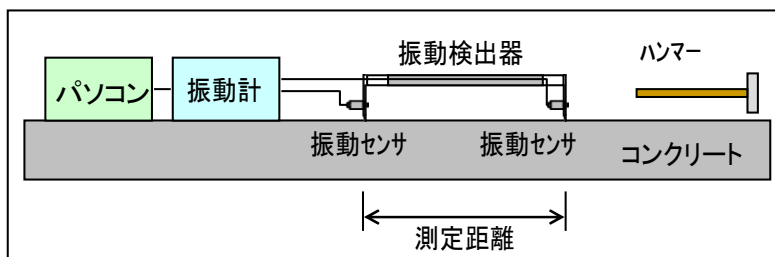 パソコン
振動計
振動検出器
ハンマー
振動センサ
振動センサ
コンクリート
測定距離